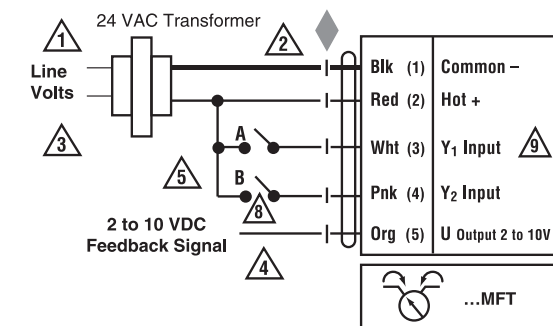 24 VAC Transformer
1
2
Line
Volts
3
Blk (1) Common –
Red (2) Hot +
A
Wht (3) Y₁ Input
9
5
B
Pnk (4) Y₂ Input
8
2 to 10 VDC
Feedback Signal
Org (5) U Output 2 to 10V
4
...MFT